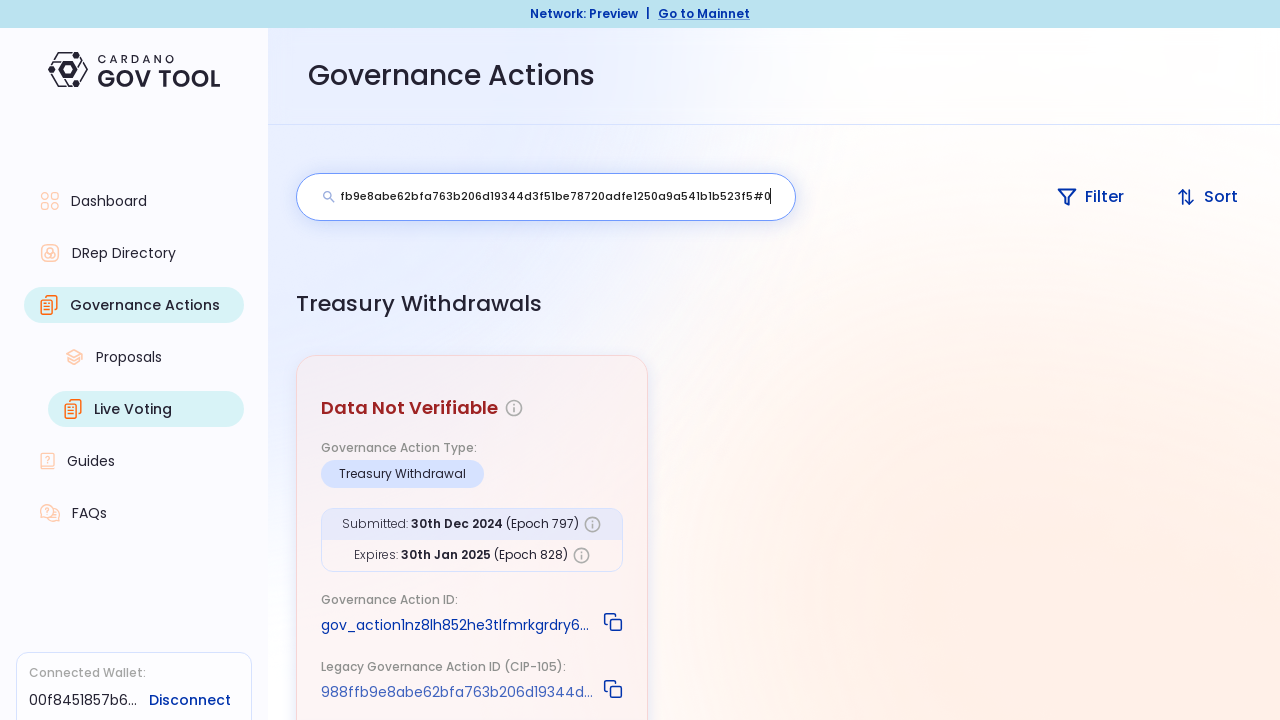 Network: Preview | Go to Mainnet
CARDANO
GOV TOOL
Governance Actions
fb9e8abe62bfa763b206d19344d3f51be78720adfe1250a9a541b1b523f5#0
Filter
Sort
Dashboard
DRep Directory
Governance Actions
Proposals
Live Voting
Guides
FAQs
Connected Wallet:
00f8451857b6...
Disconnect
Treasury Withdrawals
Data Not Verifiable
Governance Action Type:
Treasury Withdrawal
Submitted: 30th Dec 2024 (Epoch 797)
Expires: 30th Jan 2025 (Epoch 828)
Governance Action ID:
gov_action1nz8lh852he3tlfmrkgrdry6...
Legacy Governance Action ID (CIP-105):
988ffb9e8abe62bfa763b206d19344d...